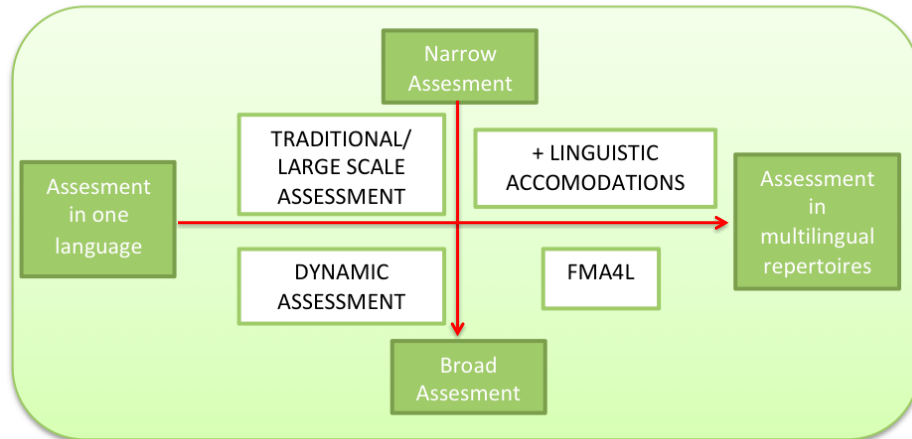 Narrow
Assesment
TRADITIONAL/
LARGE SCALE
ASSESSMENT
+ LINGUISTIC
ACCOMODATIONS
Assesment
in one
language
Assessment
in
multilingual
repertoires
DYNAMIC
ASSESSMENT
FMA4L
Broad
Assesment